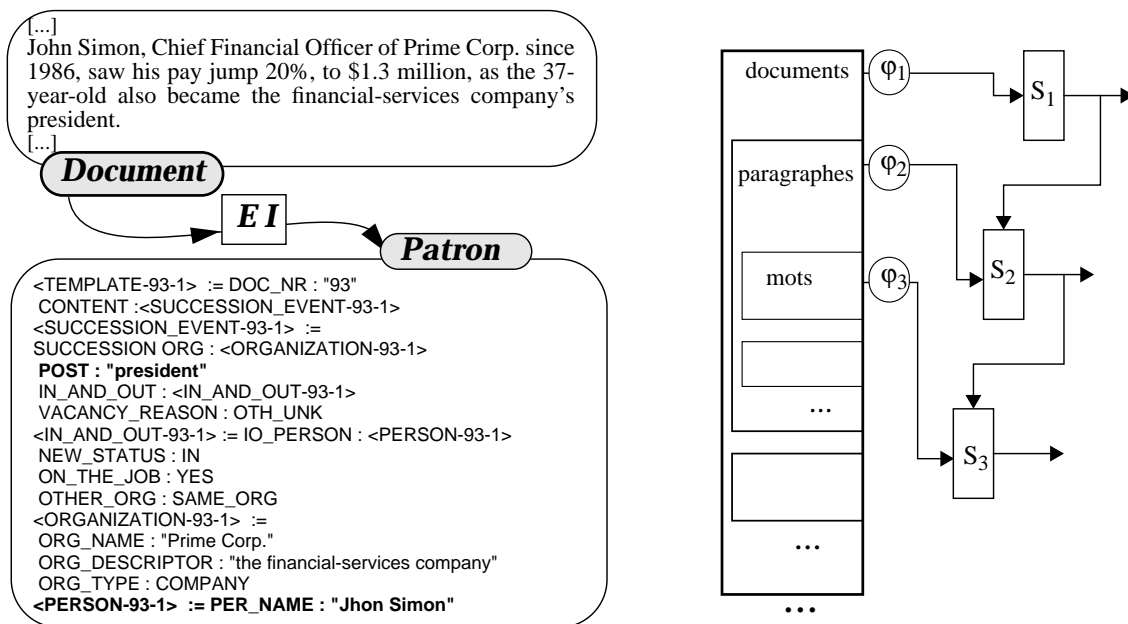 [...]
John Simon, Chief Financial Officer of Prime Corp. since
1986, saw his pay jump 20%, to $1.3 million, as the 37-
year-old also became the financial-services company's
president.
[...]
Document
EI
Patron
<TEMPLATE-93-1> := DOC_NR : "93"
CONTENT :<SUCCESSION_EVENT-93-1>
<SUCCESSION_EVENT-93-1> :=
SUCCESSION ORG : <ORGANIZATION-93-1>
POST : "president"
IN_AND_OUT : <IN_AND_OUT-93-1>
VACANCY_REASON : OTH_UNK
<IN_AND_OUT-93-1> := IO_PERSON : <PERSON-93-1>
NEW_STATUS : IN
ON_THE_JOB : YES
OTHER_ORG : SAME_ORG
<ORGANIZATION-93-1> :=
ORG_NAME : "Prime Corp."
ORG_DESCRIPTOR : "the financial-services company"
ORG_TYPE : COMPANY
<PERSON-93-1> := PER_NAME : "Jhon Simon"
documents
φ1
S1
paragraphes
φ2
S2
mots
φ3
...
S3
...
...